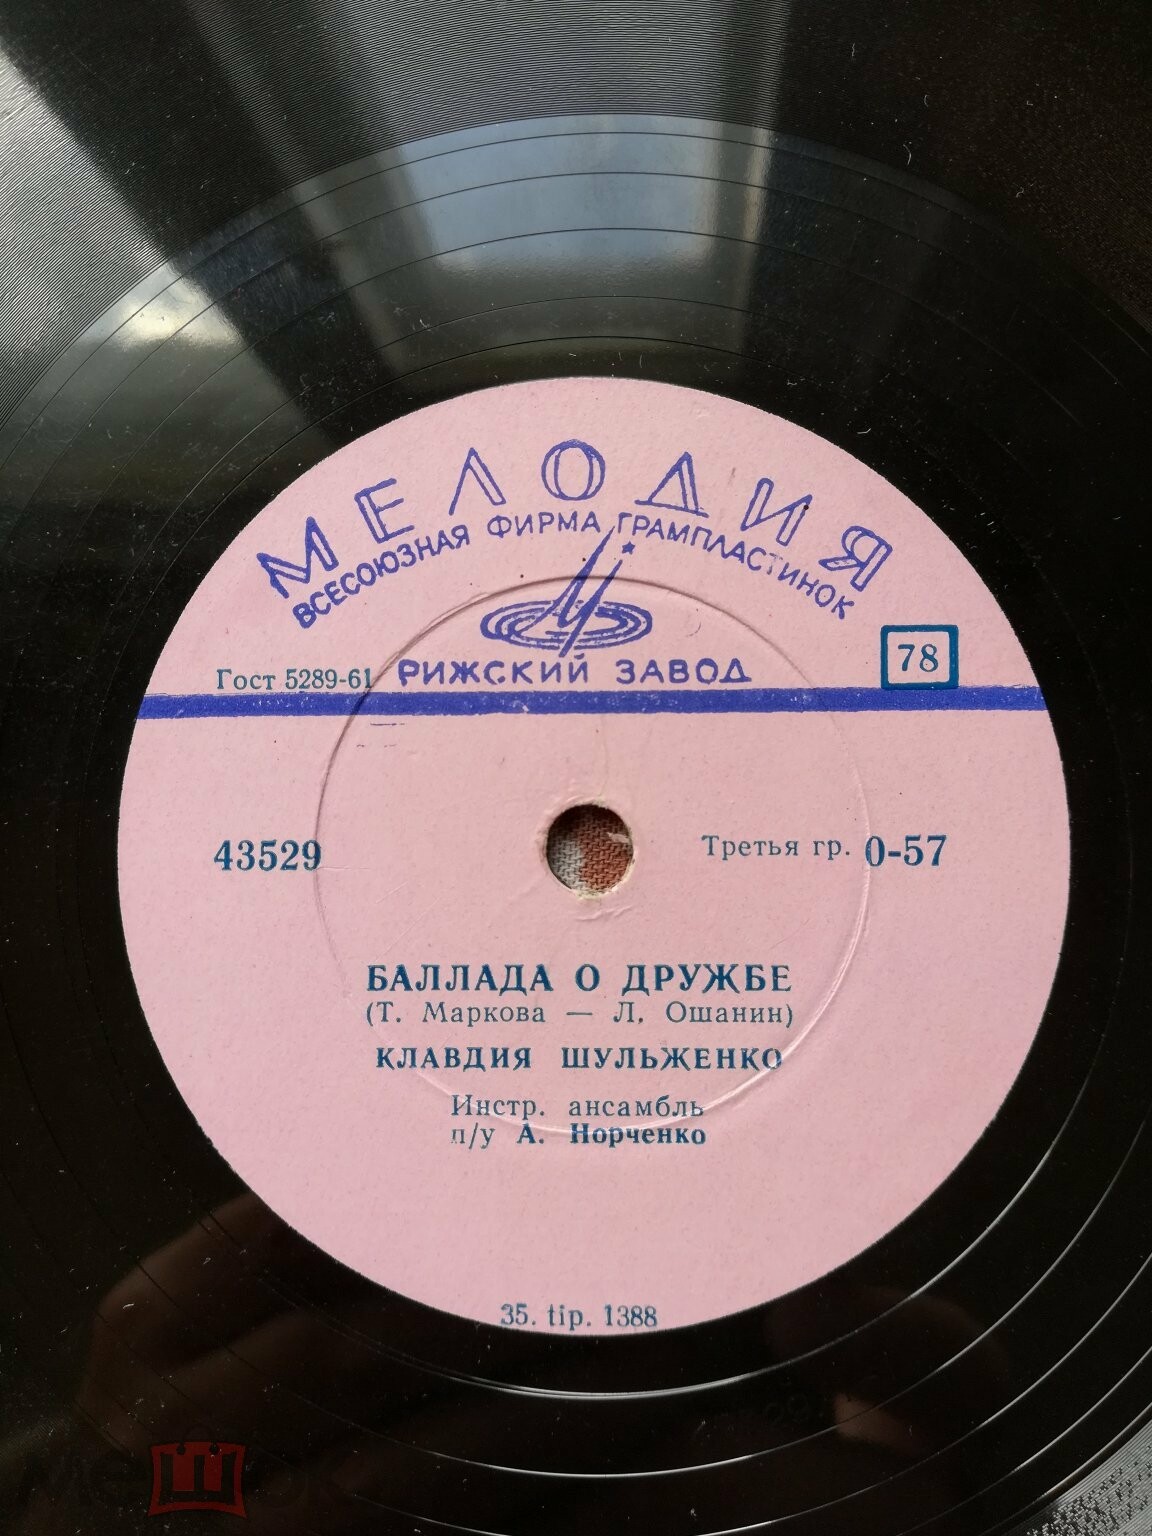 МЕЛОДИЯ
ВСЕСОЮЗНАЯ ФИРМА ГРАМПЛАСТИНОК
Гост 5289-61 РИЖСКИЙ ЗАВОД 78
43529 Третья гр. 0-57
БАЛЛАДА О ДРУЖБЕ
(Т. Маркова — Л. Ошанин)
КЛАВДИЯ ШУЛЬЖЕНКО
Инстр. ансамбль
п/у А. Норченко
35. tip. 1388
мешок